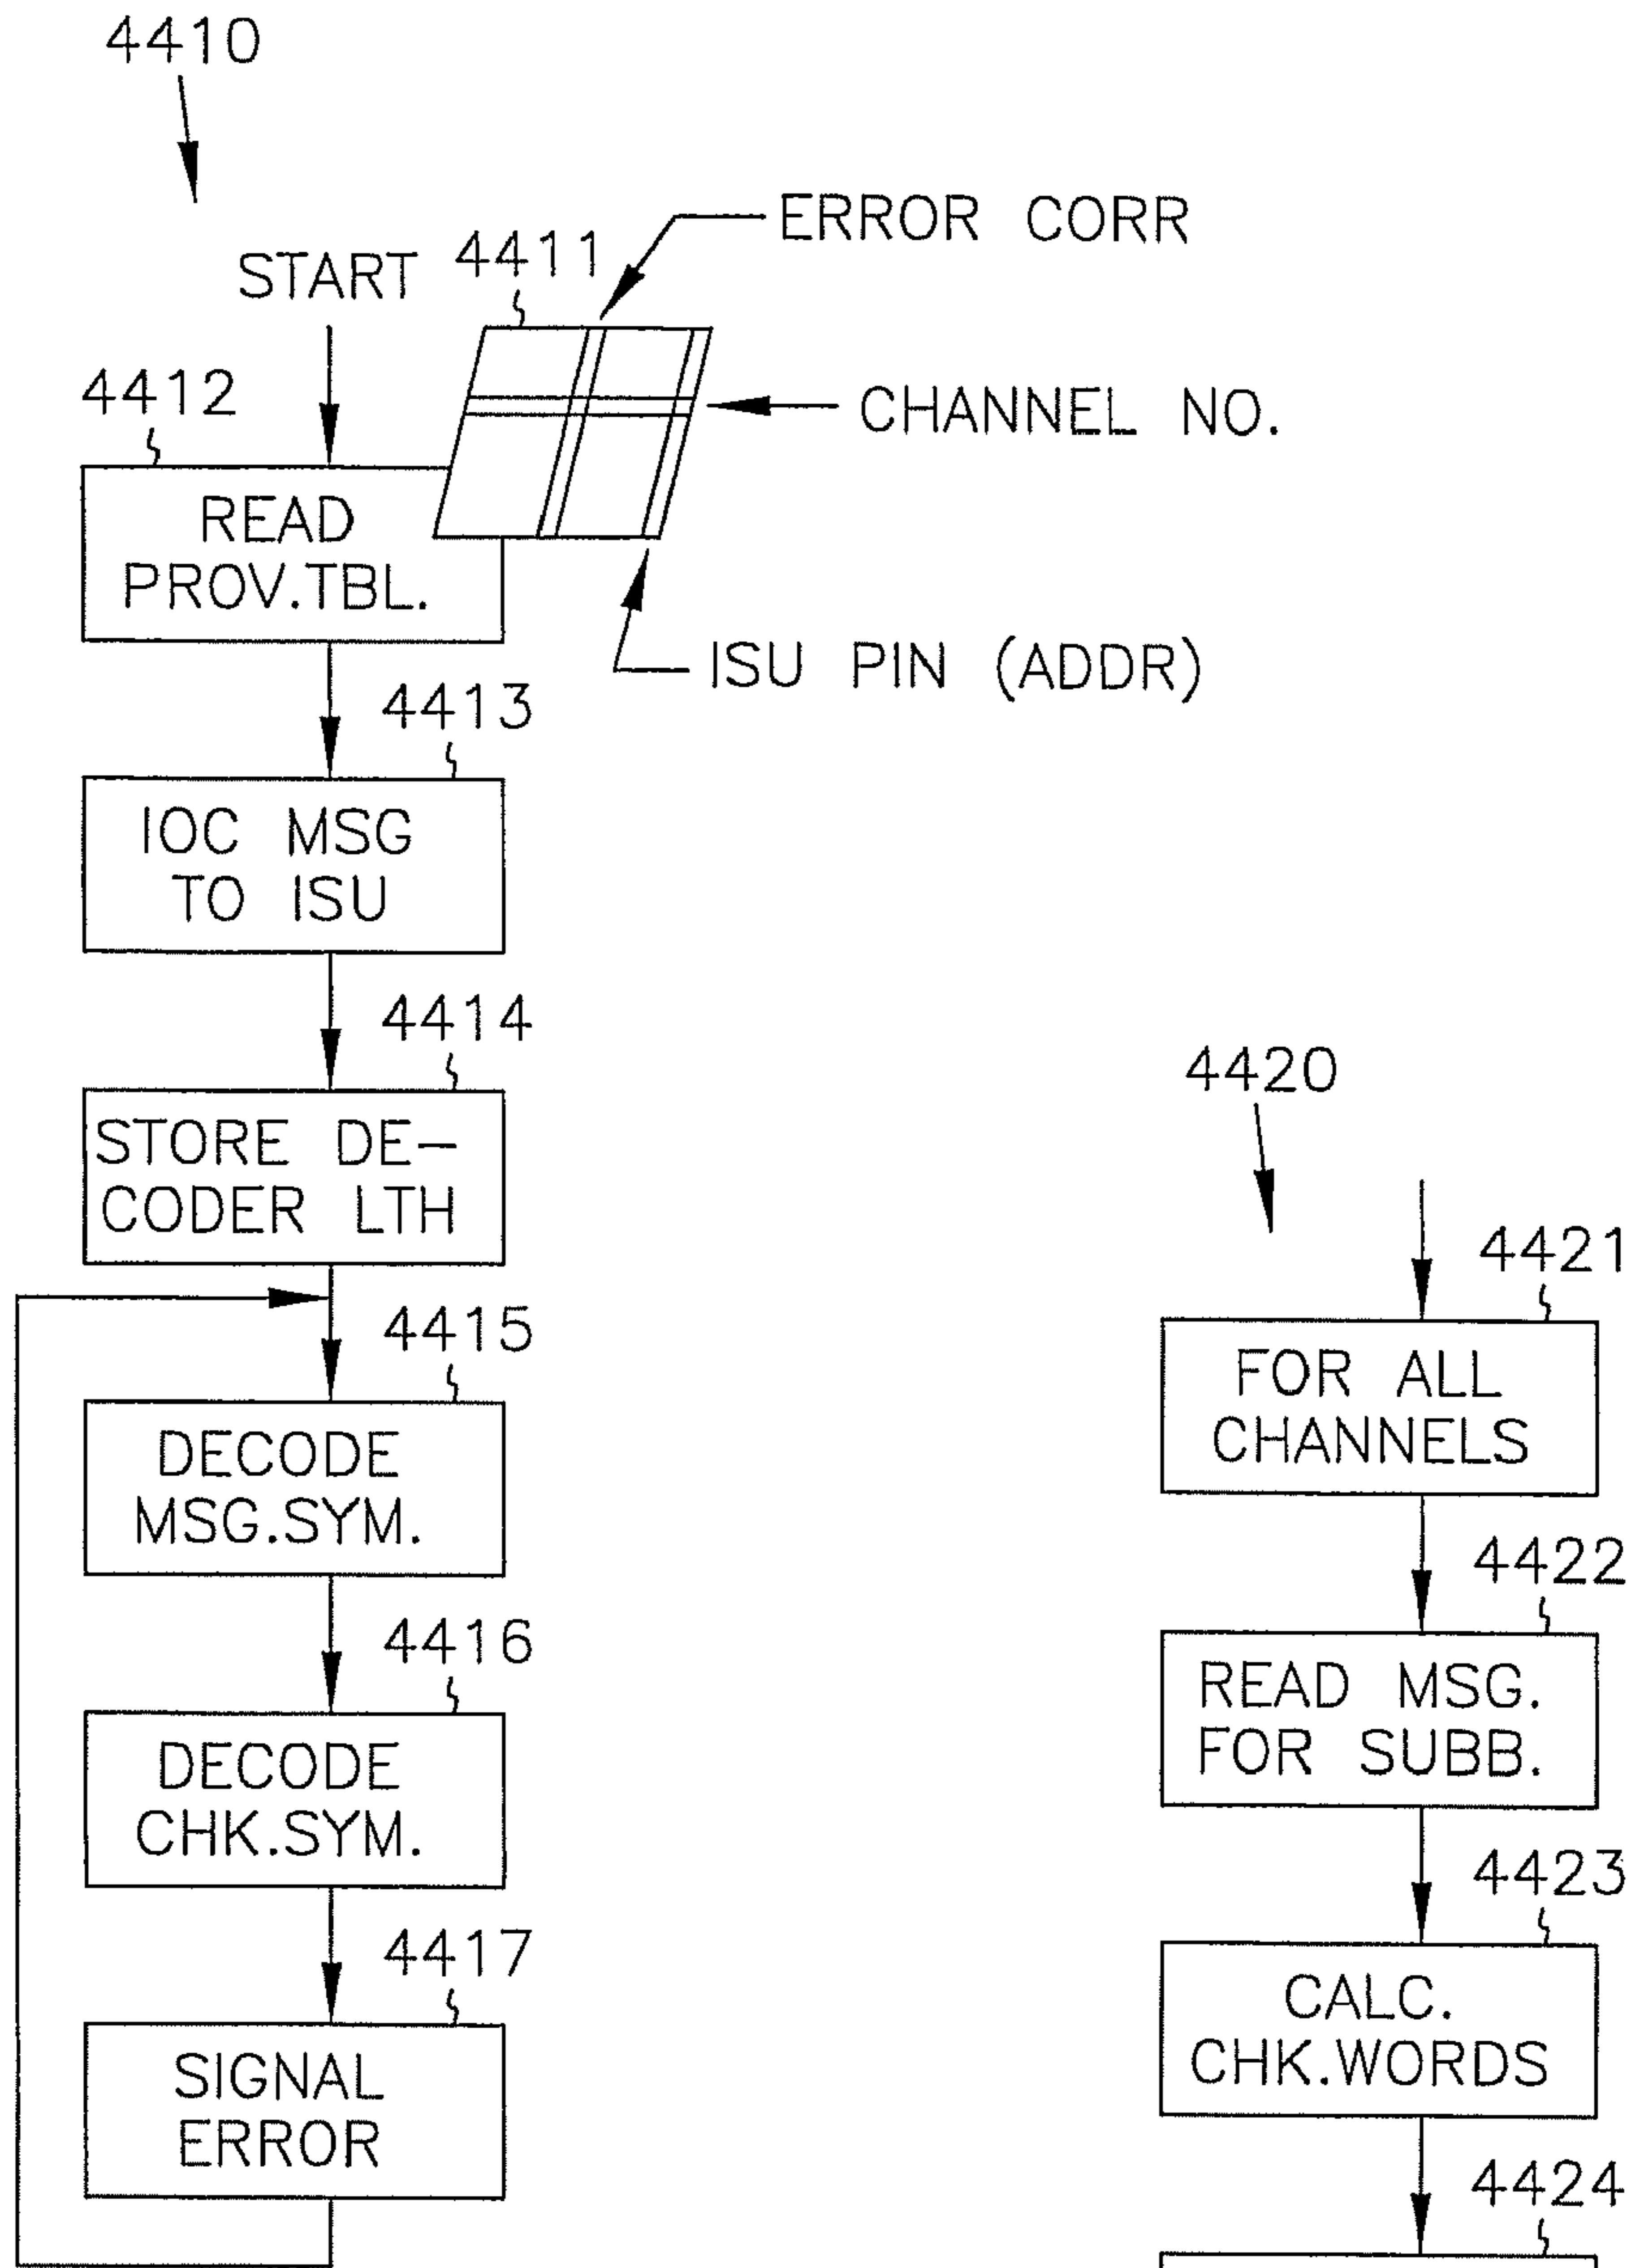 4410
ERROR CORR
START
4411
4412
CHANNEL NO.
READ
PROV.TBL.
ISU PIN (ADDR)
4413
IOC MSG
TO ISU
4414
STORE DE-
CODER LTH
4415
DECODE
MSG.SYM.
4416
DECODE
CHK.SYM.
4417
SIGNAL
ERROR
4420
4421
FOR ALL
CHANNELS
4422
READ MSG.
FOR SUBB.
4423
CALC.
CHK.WORDS
4424